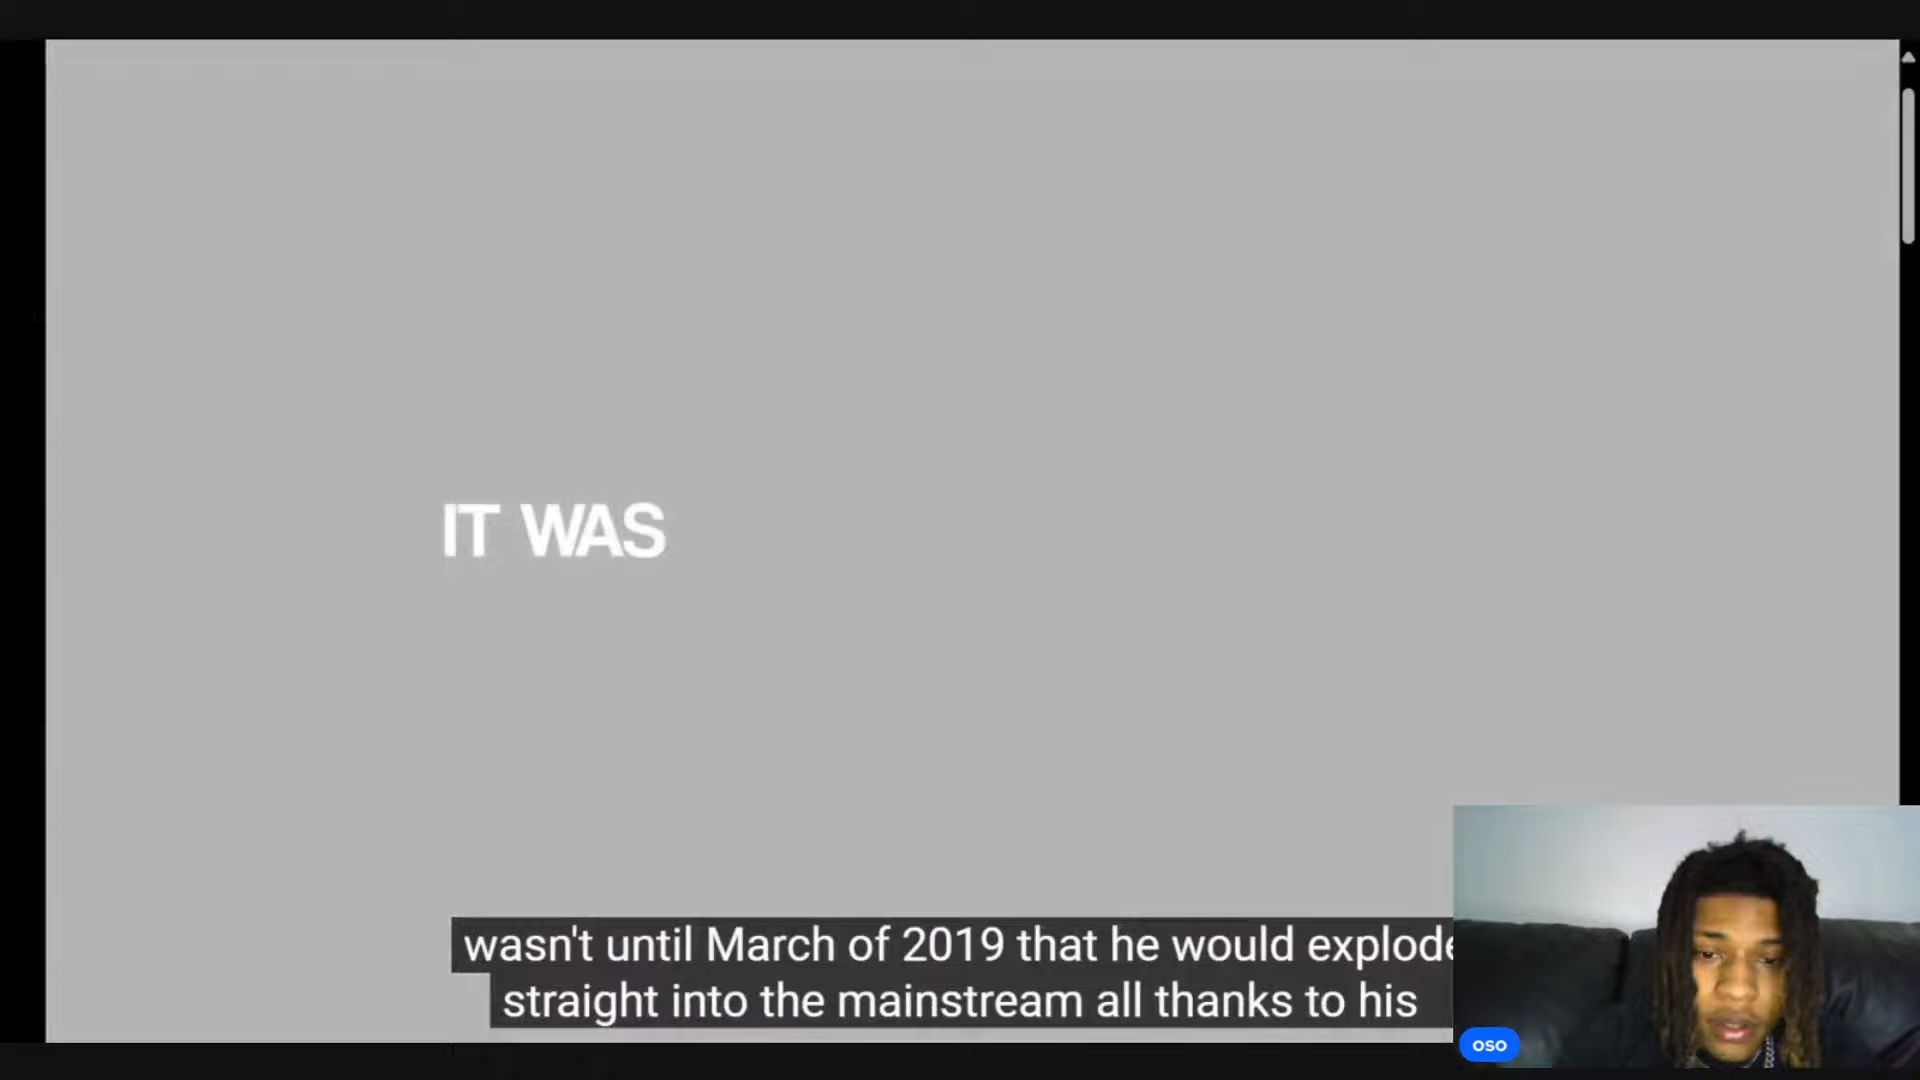 IT WAS
wasn't until March of 2019 that he would explode
straight into the mainstream all thanks to his
oso